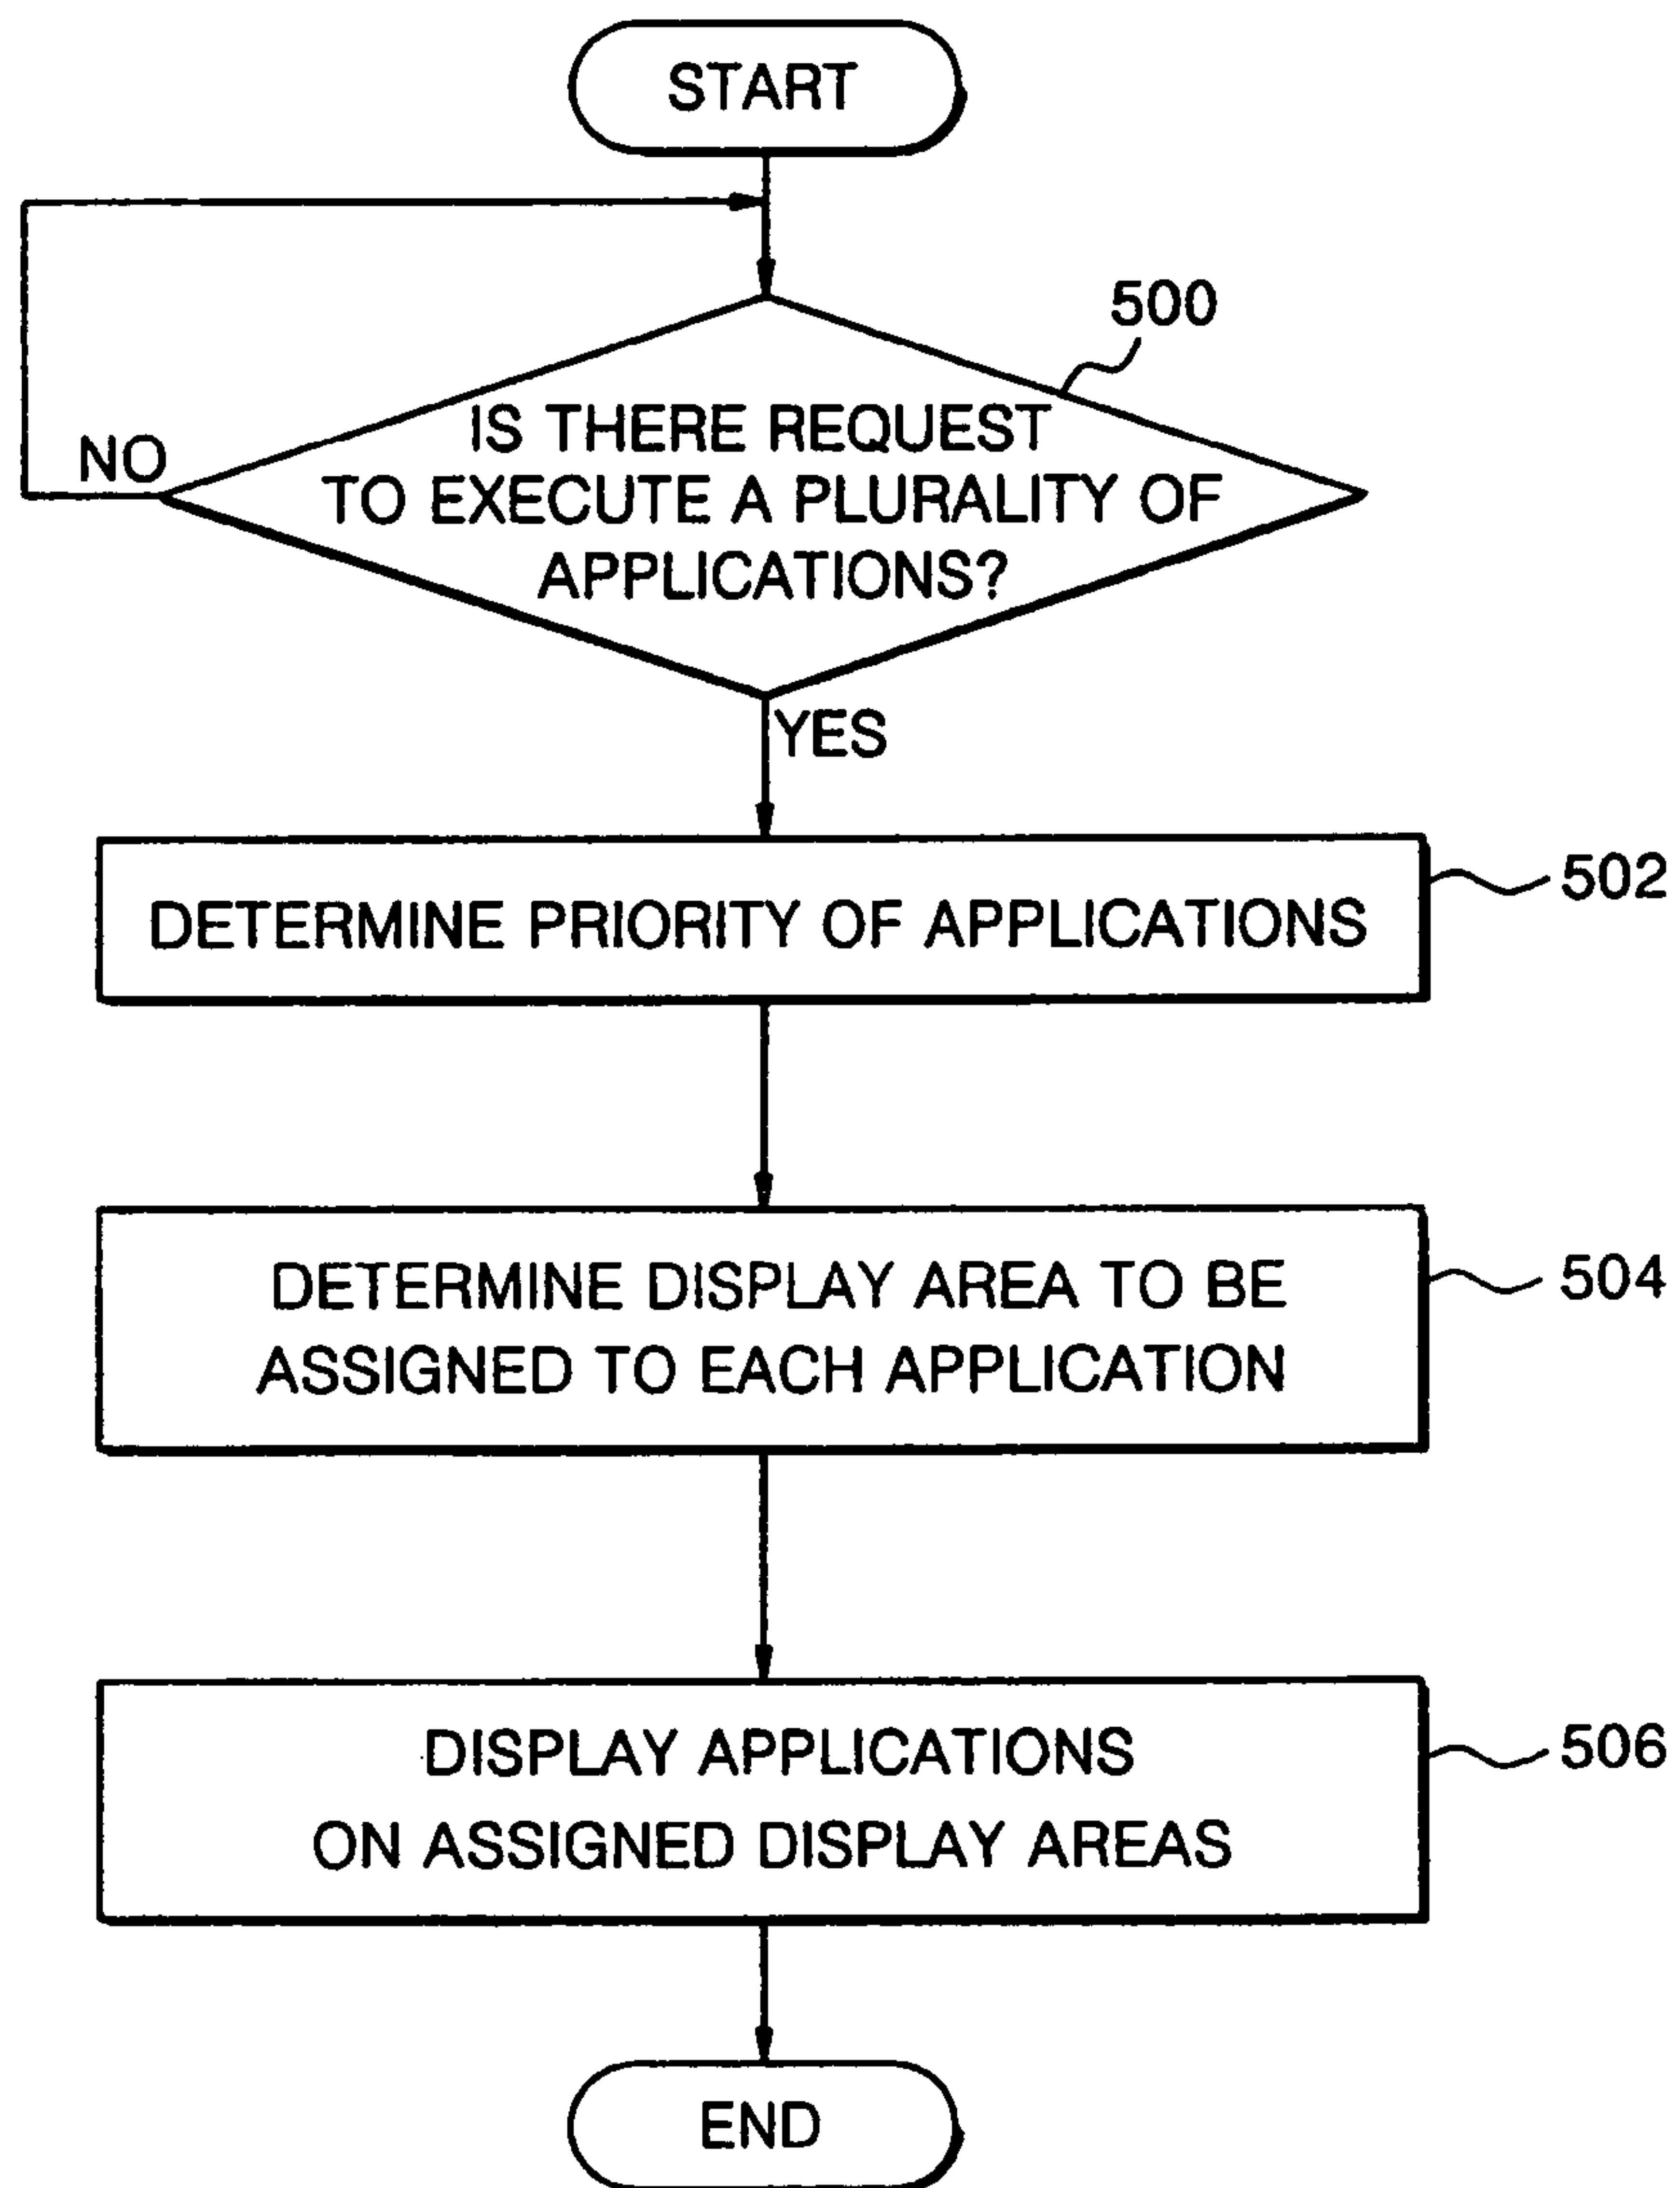 START
500
IS THERE REQUEST
TO EXECUTE A PLURALITY OF
APPLICATIONS?
NO
YES
502
DETERMINE PRIORITY OF APPLICATIONS
504
DETERMINE DISPLAY AREA TO BE
ASSIGNED TO EACH APPLICATION
506
DISPLAY APPLICATIONS
ON ASSIGNED DISPLAY AREAS
END